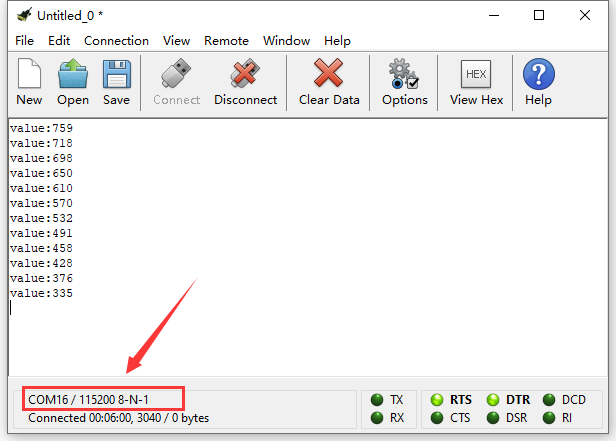 Untitled_0 *
File Edit Connection View Remote Window Help
New Open Save Connect Disconnect Clear Data Options HEX View Hex ? Help
value:759
value:718
value:698
value:650
value:610
value:570
value:532
value:491
value:458
value:428
value:376
value:335
COM16 / 115200 8-N-1
Connected 00:06:00, 3040 / 0 bytes
TX RTS DTR DCD
RX CTS DSR RI